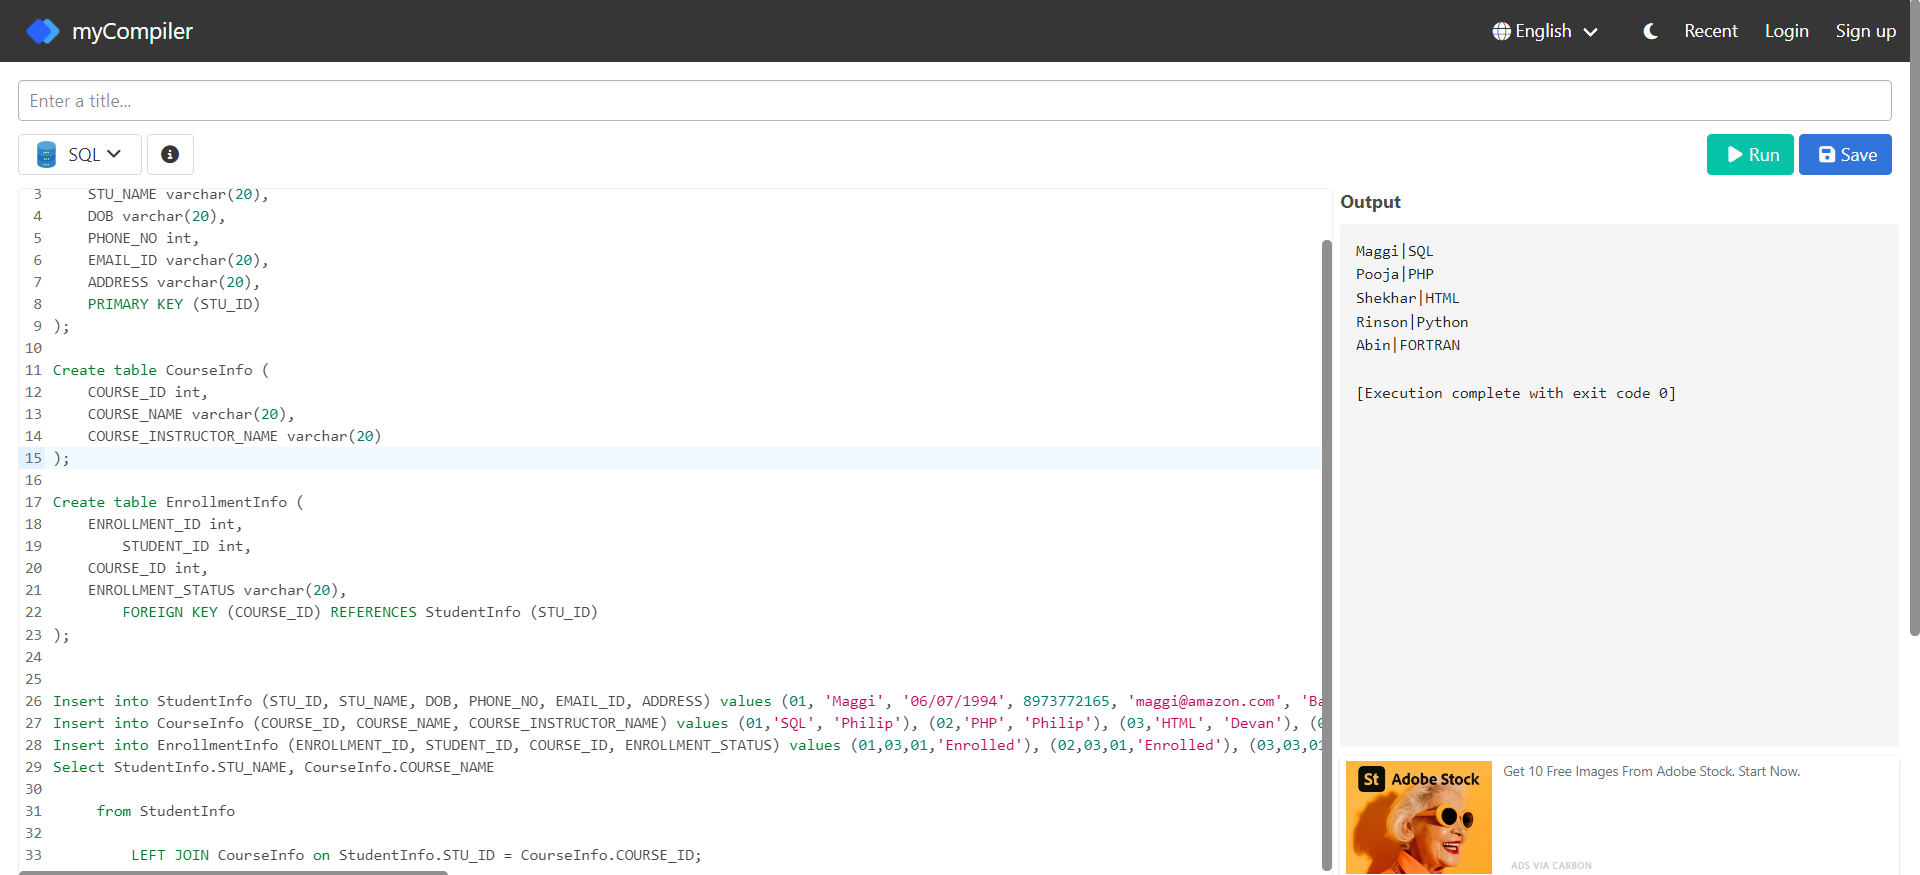 myCompiler
English
Recent
Login
Sign up
Enter a title...
SQL
Run
Save
3 STU_NAME varchar(20),
4 DOB varchar(20),
5 PHONE_NO int,
6 EMAIL_ID varchar(20),
7 ADDRESS varchar(20),
8 PRIMARY KEY (STU_ID)
9 );
10
11 Create table CourseInfo (
12 COURSE_ID int,
13 COURSE_NAME varchar(20),
14 COURSE_INSTRUCTOR_NAME varchar(20)
15 );
16
17 Create table EnrollmentInfo (
18 ENROLLMENT_ID int,
19 STUDENT_ID int,
20 COURSE_ID int,
21 ENROLLMENT_STATUS varchar(20),
22 FOREIGN KEY (COURSE_ID) REFERENCES StudentInfo (STU_ID)
23 );
24
25
26 Insert into StudentInfo (STU_ID, STU_NAME, DOB, PHONE_NO, EMAIL_ID, ADDRESS) values (01, 'Maggi', '06/07/1994', 8973772165, 'maggi@amazon.com', 'Ba
27 Insert into CourseInfo (COURSE_ID, COURSE_NAME, COURSE_INSTRUCTOR_NAME) values (01,'SQL', 'Philip'), (02,'PHP', 'Philip'), (03,'HTML', 'Devan'), (0
28 Insert into EnrollmentInfo (ENROLLMENT_ID, STUDENT_ID, COURSE_ID, ENROLLMENT_STATUS) values (01,03,01,'Enrolled'), (02,03,01,'Enrolled'), (03,03,01
29 Select StudentInfo.STU_NAME, CourseInfo.COURSE_NAME
30
31 from StudentInfo
32
33 LEFT JOIN CourseInfo on StudentInfo.STU_ID = CourseInfo.COURSE_ID;
Output
Maggi|SQL
Pooja|PHP
Shekhar|HTML
Rinson|Python
Abin|FORTRAN
[Execution complete with exit code 0]
St Adobe Stock
Get 10 Free Images From Adobe Stock. Start Now.
ADS VIA CARBON